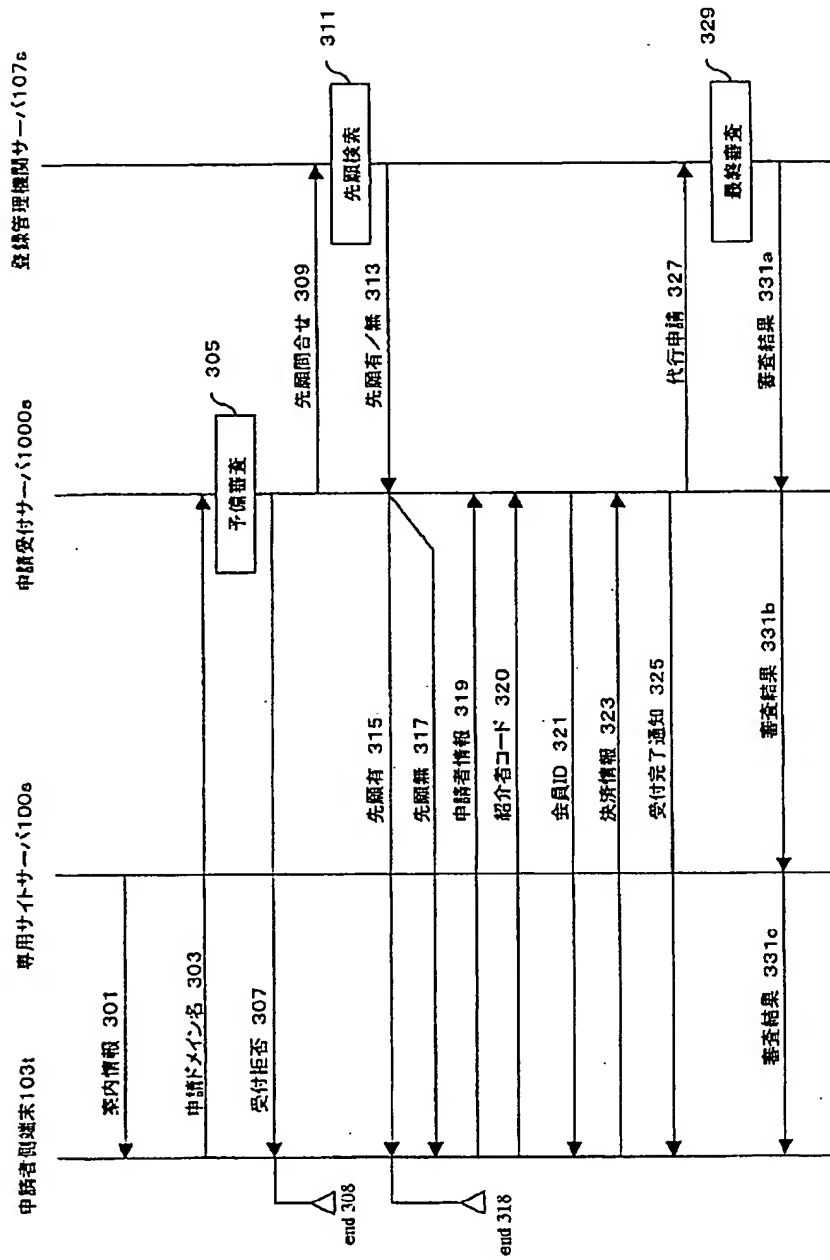 申請者側端末103t
専用サイトサーバ100s
申請受付サーバ1000s
登録管理機関サーバ107s
案内情報 301
申請ドメイン名 303
305
予備審査
受付拒否 307
end 308
先願問合せ 309
311
先願検索
先願有/無 313
先願有 315
end 318
先願無 317
申請者情報 319
紹介者コード 320
会員ID 321
決済情報 323
受付完了通知 325
代行申請 327
329
最終審査
審査結果 331a
審査結果 331b
審査結果 331c